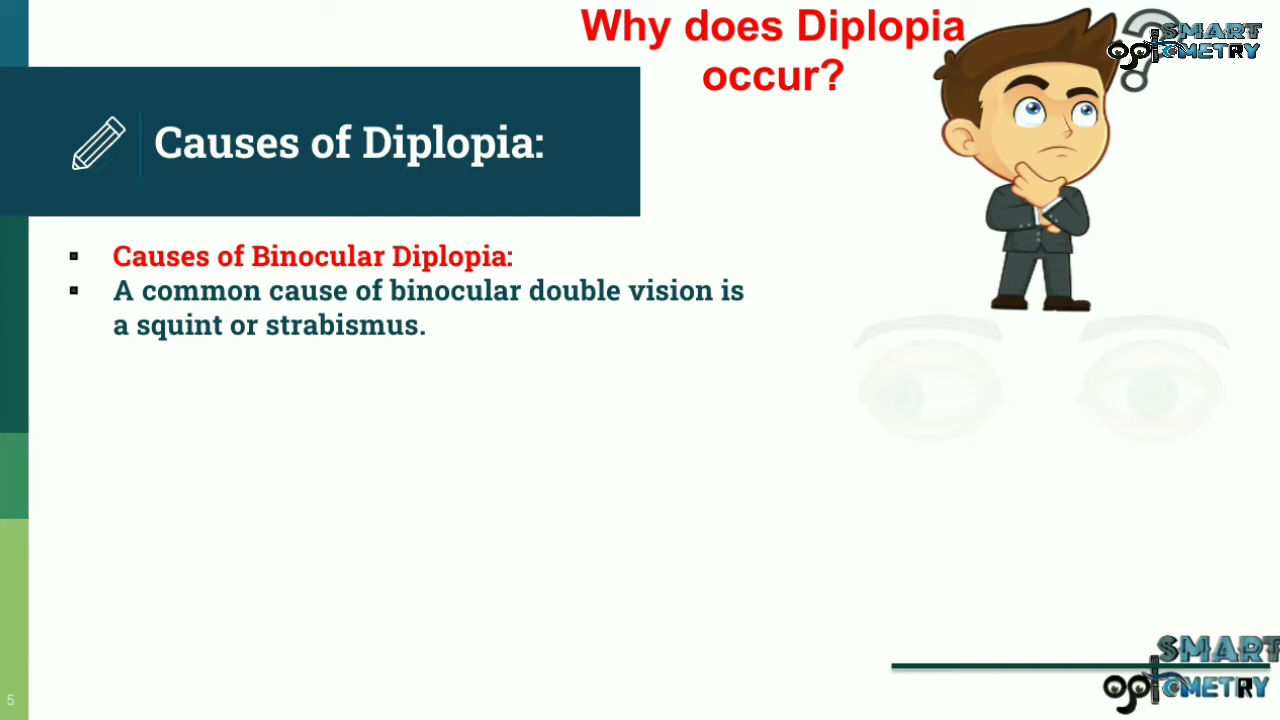 Why does Diplopia
occur?
SMART
OPTOMETRY
Causes of Diplopia:
Causes of Binocular Diplopia:
A common cause of binocular double vision is
a squint or strabismus.
SMART
OPTOMETRY
5